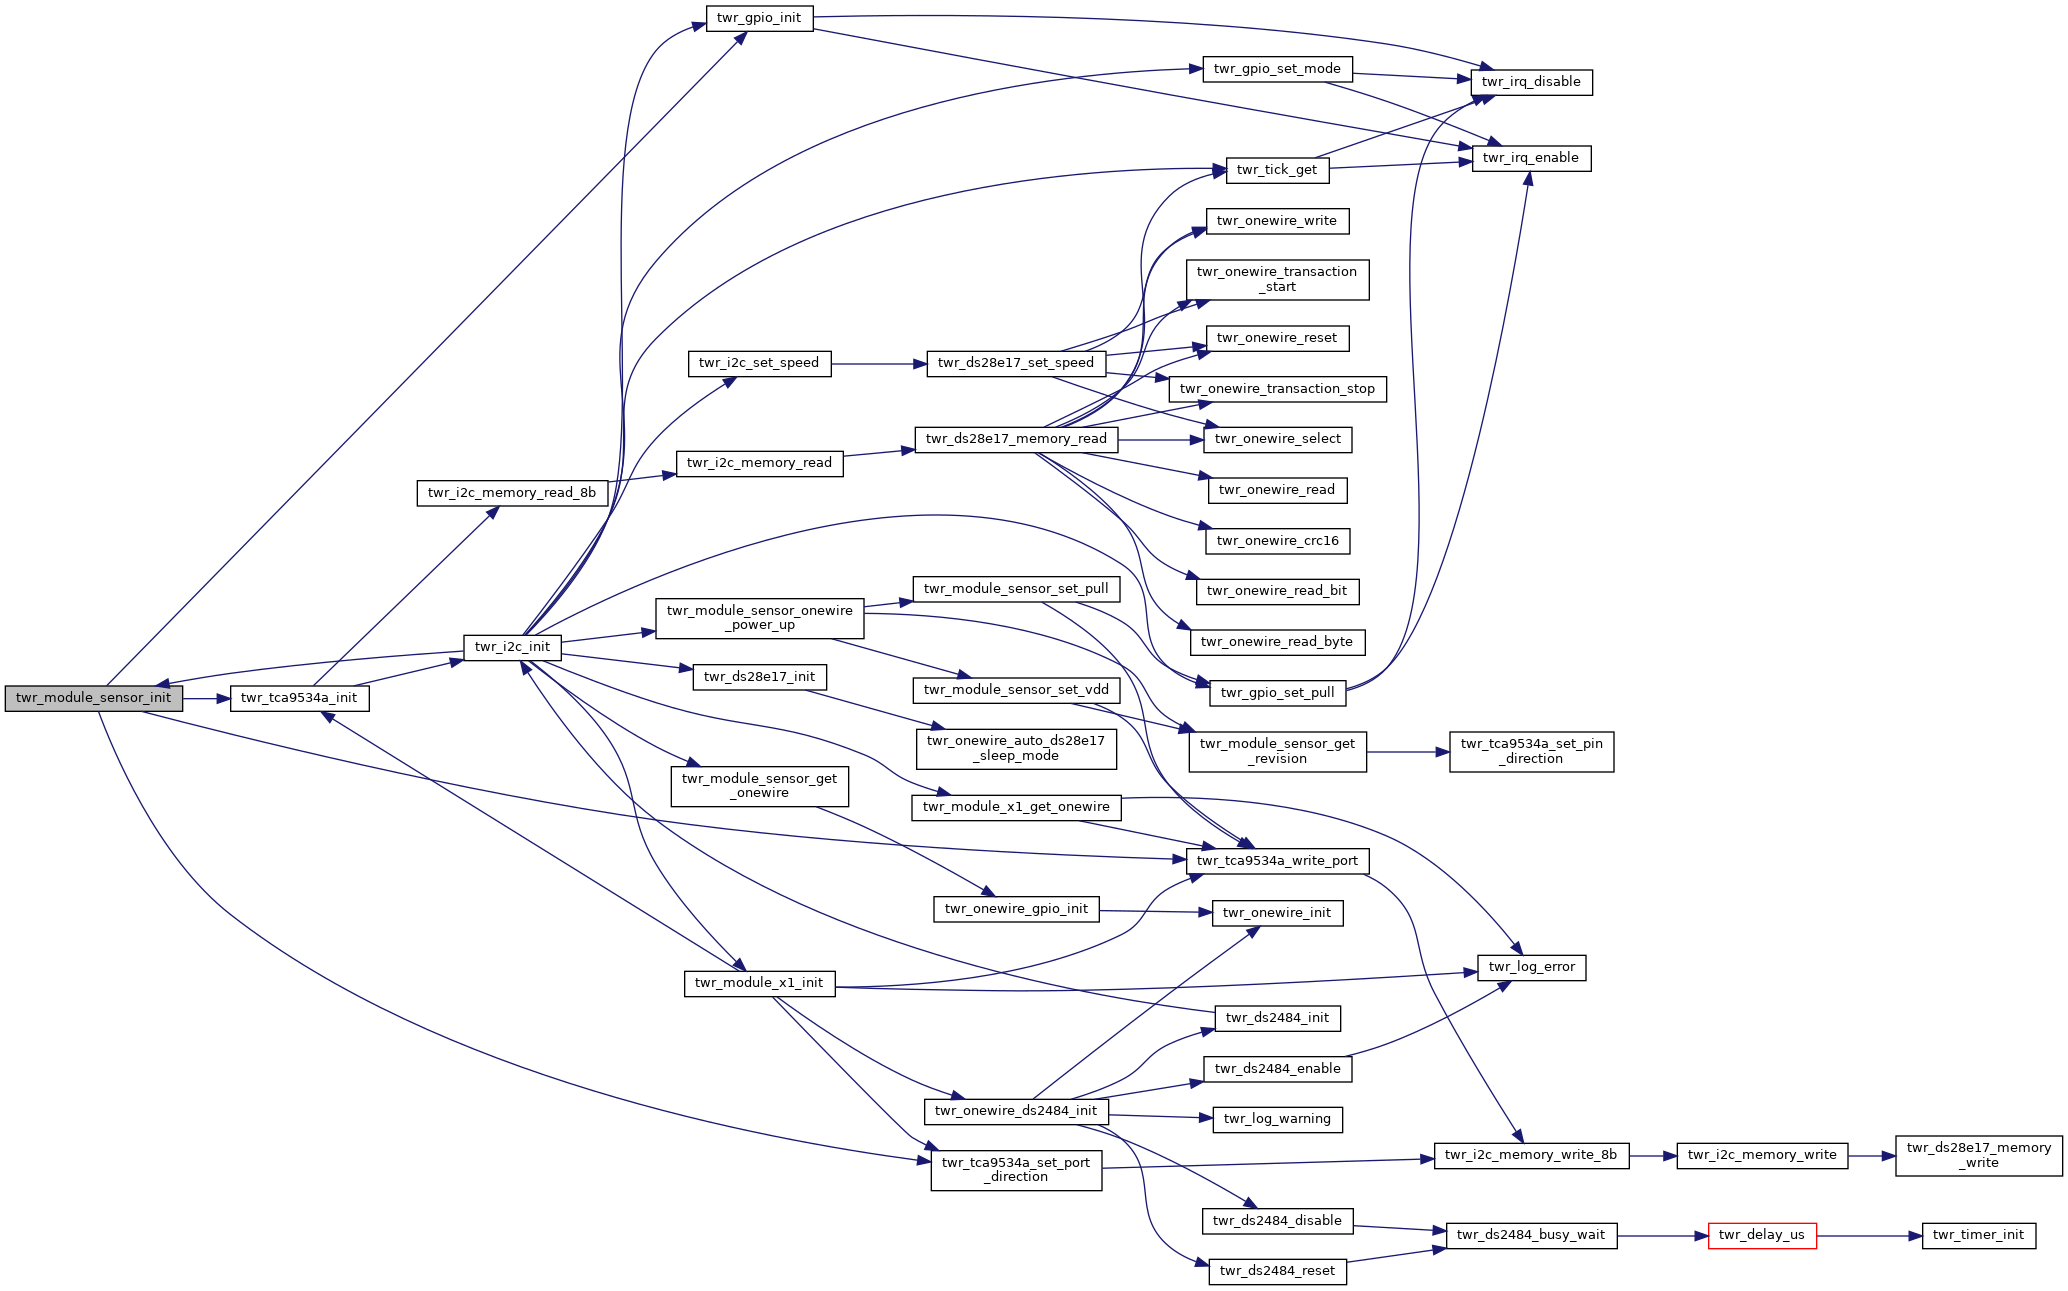 twr_gpio_init
twr_gpio_set_mode
twr_irq_disable
twr_irq_enable
twr_tick_get
twr_onewire_write
twr_onewire_transaction
_start
twr_onewire_reset
twr_i2c_set_speed
twr_ds28e17_set_speed
twr_onewire_transaction_stop
twr_ds28e17_memory_read
twr_onewire_select
twr_i2c_memory_read
twr_i2c_memory_read_8b
twr_onewire_read
twr_onewire_crc16
twr_module_sensor_set_pull
twr_onewire_read_bit
twr_module_sensor_onewire
_power_up
twr_i2c_init
twr_onewire_read_byte
twr_ds28e17_init
twr_module_sensor_set_vdd
twr_gpio_set_pull
twr_module_sensor_init
twr_tca9534a_init
twr_onewire_auto_ds28e17
_sleep_mode
twr_module_sensor_get
_revision
twr_tca9534a_set_pin
_direction
twr_module_sensor_get
_onewire
twr_module_x1_get_onewire
twr_tca9534a_write_port
twr_onewire_gpio_init
twr_onewire_init
twr_log_error
twr_module_x1_init
twr_ds2484_init
twr_ds2484_enable
twr_onewire_ds2484_init
twr_log_warning
twr_tca9534a_set_port
_direction
twr_i2c_memory_write_8b
twr_i2c_memory_write
twr_ds28e17_memory
_write
twr_ds2484_disable
twr_ds2484_busy_wait
twr_delay_us
twr_timer_init
twr_ds2484_reset